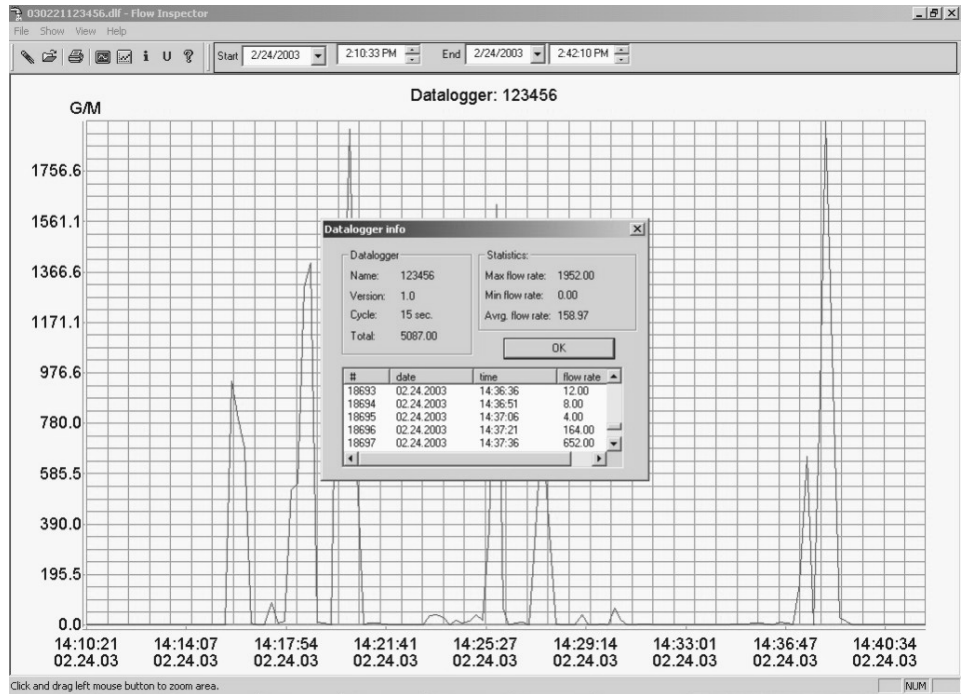 030221123456.dlf - Flow Inspector
File Show View Help
Start 2/24/2003 2:10:33 PM End 2/24/2003 2:42:10 PM
Datalogger: 123456
G/M
1756.6
1561.1
1366.6
1171.1
976.6
780.0
585.5
390.0
195.5
0.0
Datalogger info
Datalogger
Name: 123456
Version: 1.0
Cycle: 15 sec.
Total: 5087.00
Statistics:
Max flow rate: 1952.00
Min flow rate: 0.00
Avrg. flow rate: 158.97
OK
# date time flow rate
18693 02.24.2003 14:36:36 12.00
18694 02.24.2003 14:36:51 8.00
18695 02.24.2003 14:37:06 4.00
18696 02.24.2003 14:37:21 164.00
18697 02.24.2003 14:37:36 652.00
14:10:21 14:14:07 14:17:54 14:21:41 14:25:27 14:29:14 14:33:01 14:36:47 14:40:34
02.24.03 02.24.03 02.24.03 02.24.03 02.24.03 02.24.03 02.24.03 02.24.03 02.24.03
Click and drag left mouse button to zoom area.
NUM